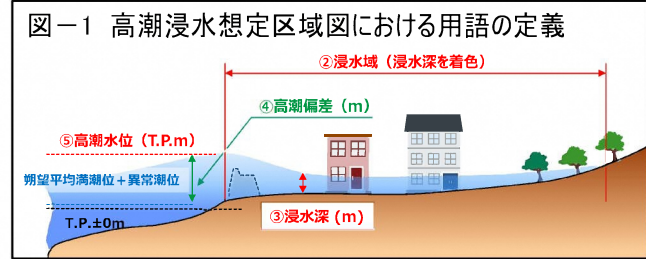 図－1 高潮浸水想定区域図における用語の定義
②浸水域（浸水深を着色）
④高潮偏差（m）
⑤高潮水位（T.P.m）
朔望平均満潮位＋異常潮位
③浸水深（m）
T.P.±0m